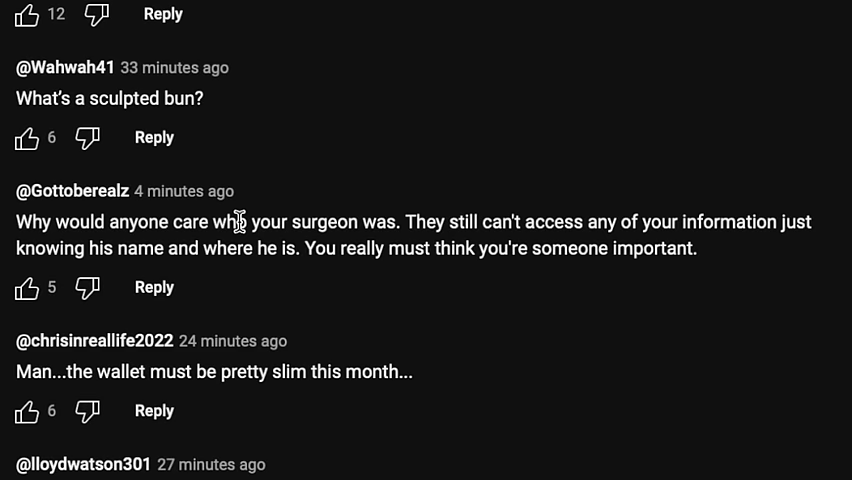 12 Reply
@Wahwah41 33 minutes ago
What's a sculpted bun?
6 Reply
@Gottoberealz 4 minutes ago
Why would anyone care who your surgeon was. They still can't access any of your information just
knowing his name and where he is. You really must think you're someone important.
5 Reply
@chrisinreallife2022 24 minutes ago
Man...the wallet must be pretty slim this month...
6 Reply
@lloydwatson301 27 minutes ago